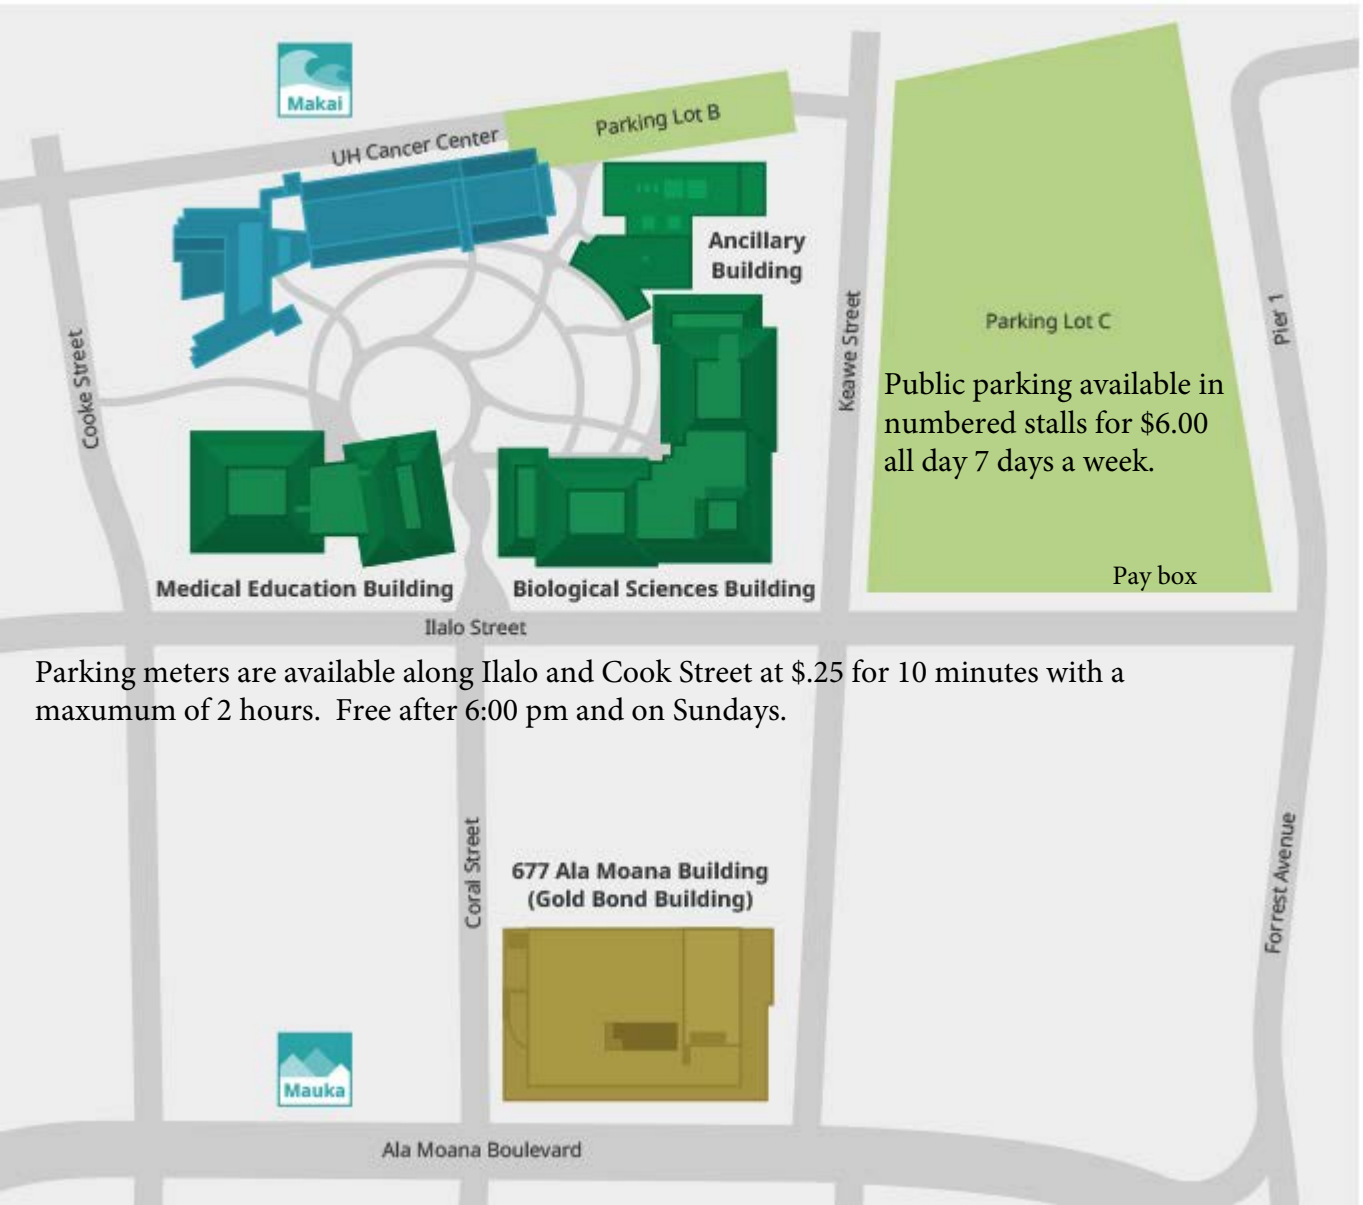 Makai
UH Cancer Center
Parking Lot B
Ancillary
Building
Cooke Street
Keawe Street
Parking Lot C
Pier 1
Public parking available in
numbered stalls for $6.00
all day 7 days a week.
Pay box
Medical Education Building
Biological Sciences Building
Ilalo Street
Parking meters are available along Ilalo and Cook Street at $.25 for 10 minutes with a
maxumum of 2 hours.  Free after 6:00 pm and on Sundays.
Coral Street
677 Ala Moana Building
(Gold Bond Building)
Forrest Avenue
Mauka
Ala Moana Boulevard